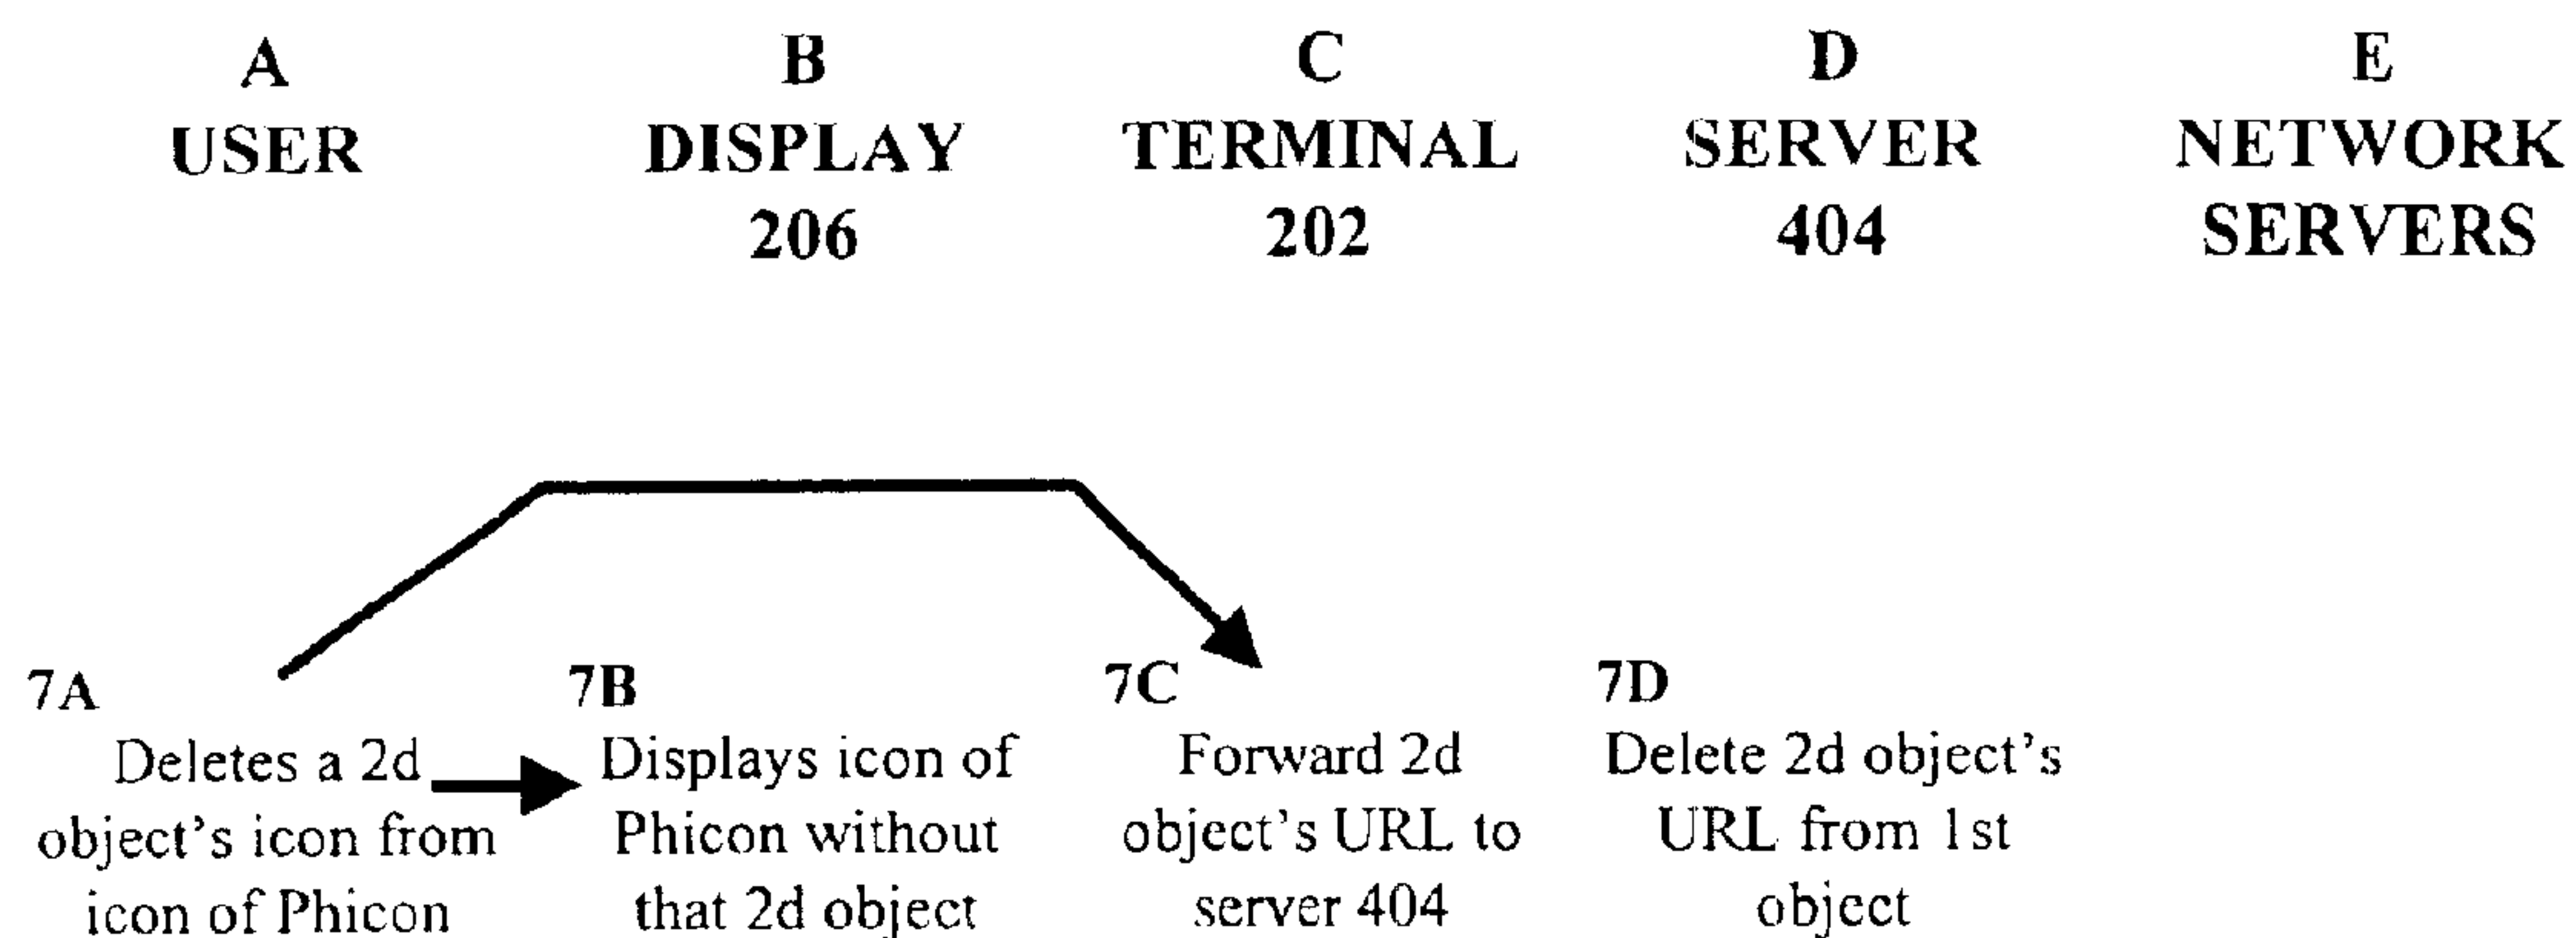 A B C D E
USER DISPLAY TERMINAL SERVER NETWORK
206 202 404 SERVERS
7A 7B 7C 7D
Deletes a 2d Displays icon of Forward 2d Delete 2d object's
object's icon from Phicon without object's URL to URL from 1st
icon of Phicon that 2d object server 404 object